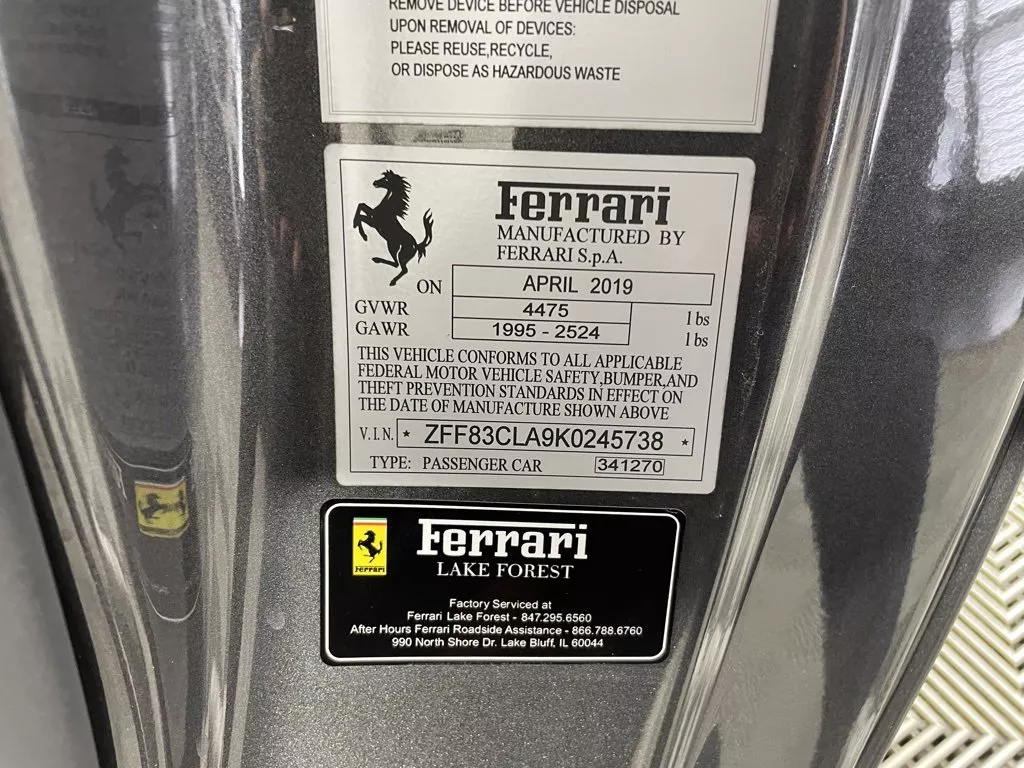 REMOVE DEVICE BEFORE VEHICLE DISPOSAL
UPON REMOVAL OF DEVICES:
PLEASE REUSE,RECYCLE,
OR DISPOSE AS HAZARDOUS WASTE
Ferrari
MANUFACTURED BY
FERRARI S.p.A.
ON APRIL 2019
GVWR 4475 lbs
GAWR 1995 - 2524 lbs
THIS VEHICLE CONFORMS TO ALL APPLICABLE
FEDERAL MOTOR VEHICLE SAFETY,BUMPER,AND
THEFT PREVENTION STANDARDS IN EFFECT ON
THE DATE OF MANUFACTURE SHOWN ABOVE
V.I.N. * ZFF83CLA9K0245738 *
TYPE: PASSENGER CAR 341270
Ferrari
Ferrari
LAKE FOREST
Factory Serviced at
Ferrari Lake Forest - 847.295.6560
After Hours Ferrari Roadside Assistance - 866.788.6760
990 North Shore Dr. Lake Bluff, IL 60044